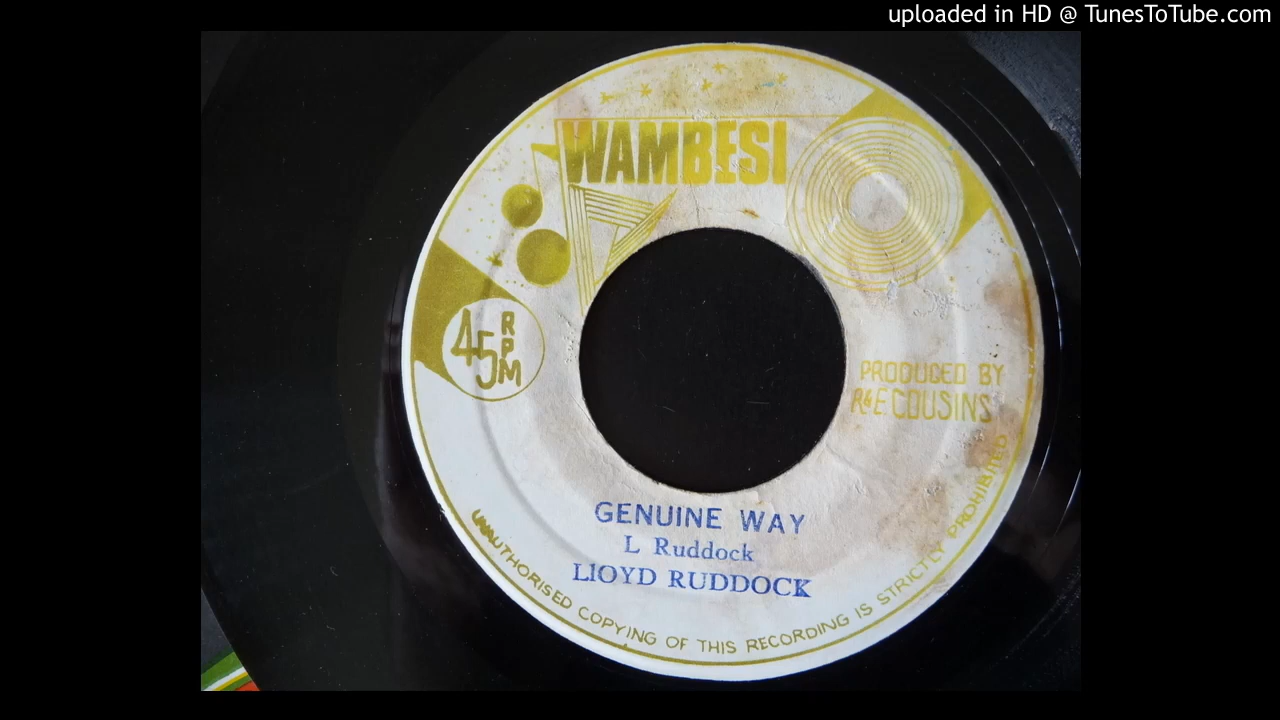 uploaded in HD @ TunesToTube.com
WAMBESI
45 RPM
PRODUCED BY
R&E COUSINS
GENUINE WAY
L Ruddock
LIOYD RUDDOCK
UNAUTHORISED COPYING OF THIS RECORDING IS STRICTLY PROHIBITED